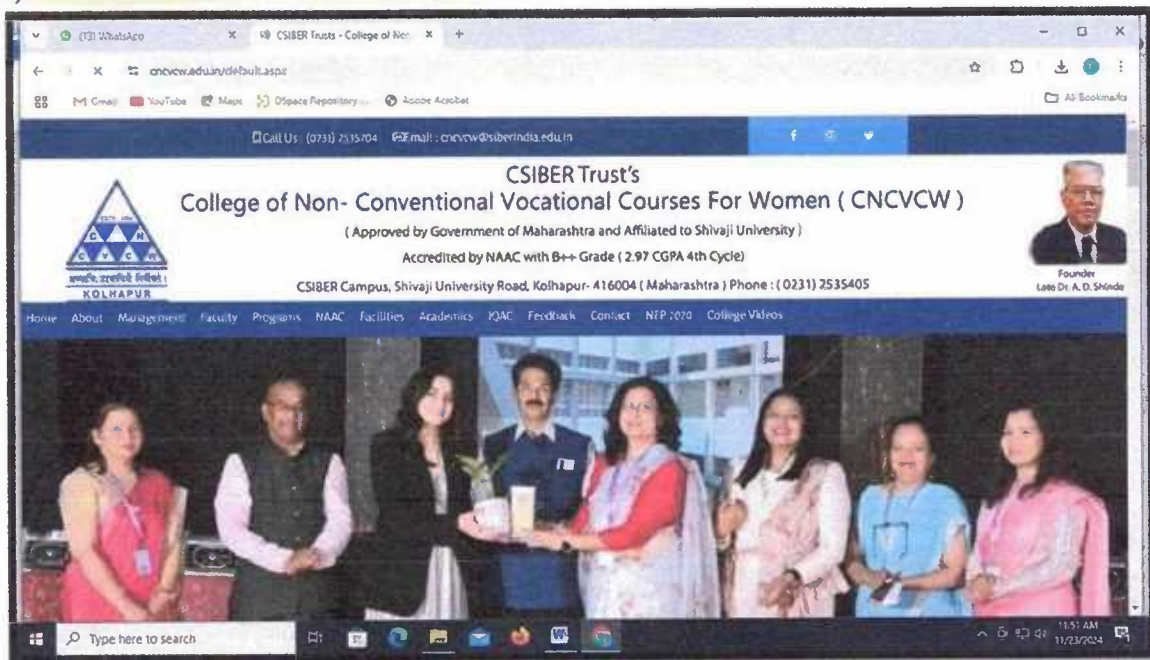 (13) WhatsApp
CSIBER Trusts - College of Non
cncvcw.edu.in/default.aspx
Gmail YouTube Maps DSpace Repository... Adobe Acrobat
All Bookmarks
Call Us : (0231) 2535704 Email : cncvcw@siberindia.edu.in
CSIBER Trust's
College of Non- Conventional Vocational Courses For Women ( CNCVCW )
( Approved by Government of Maharashtra and Affiliated to Shivaji University )
Accredited by NAAC with B++ Grade ( 2.97 CGPA 4th Cycle)
CSIBER Campus, Shivaji University Road, Kolhapur- 416004 ( Maharashtra ) Phone : ( 0231) 2535405
C N
C V C W
KOLHAPUR
Founder
Late Dr. A. D. Shinde
Home About Management Faculty Programs NAAC Facilities Academics IQAC Feedback Contact NEP 2020 College Videos
Type here to search
11:51 AM
11/23/2024